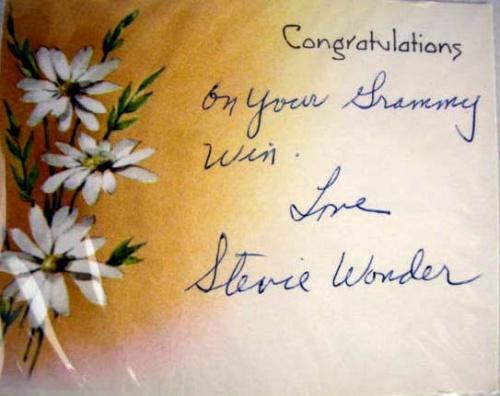 Congratulations
On Your Grammy
Win.
Love
Stevie Wonder